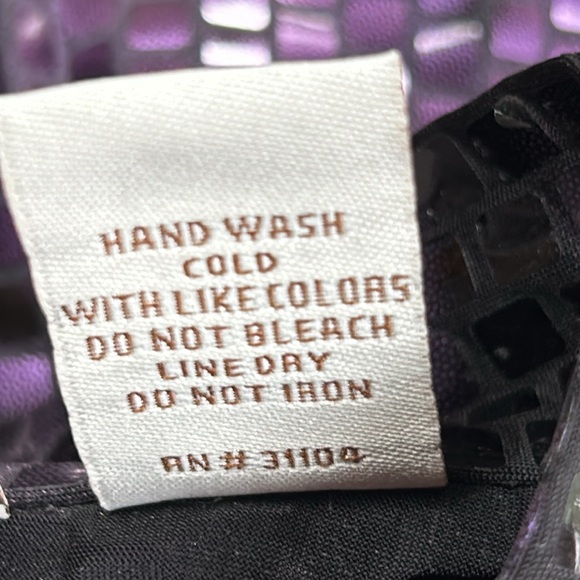 HAND WASH
COLD
WITH LIKE COLORS
DO NOT BLEACH
LINE DRY
DO NOT IRON
RN # 31104